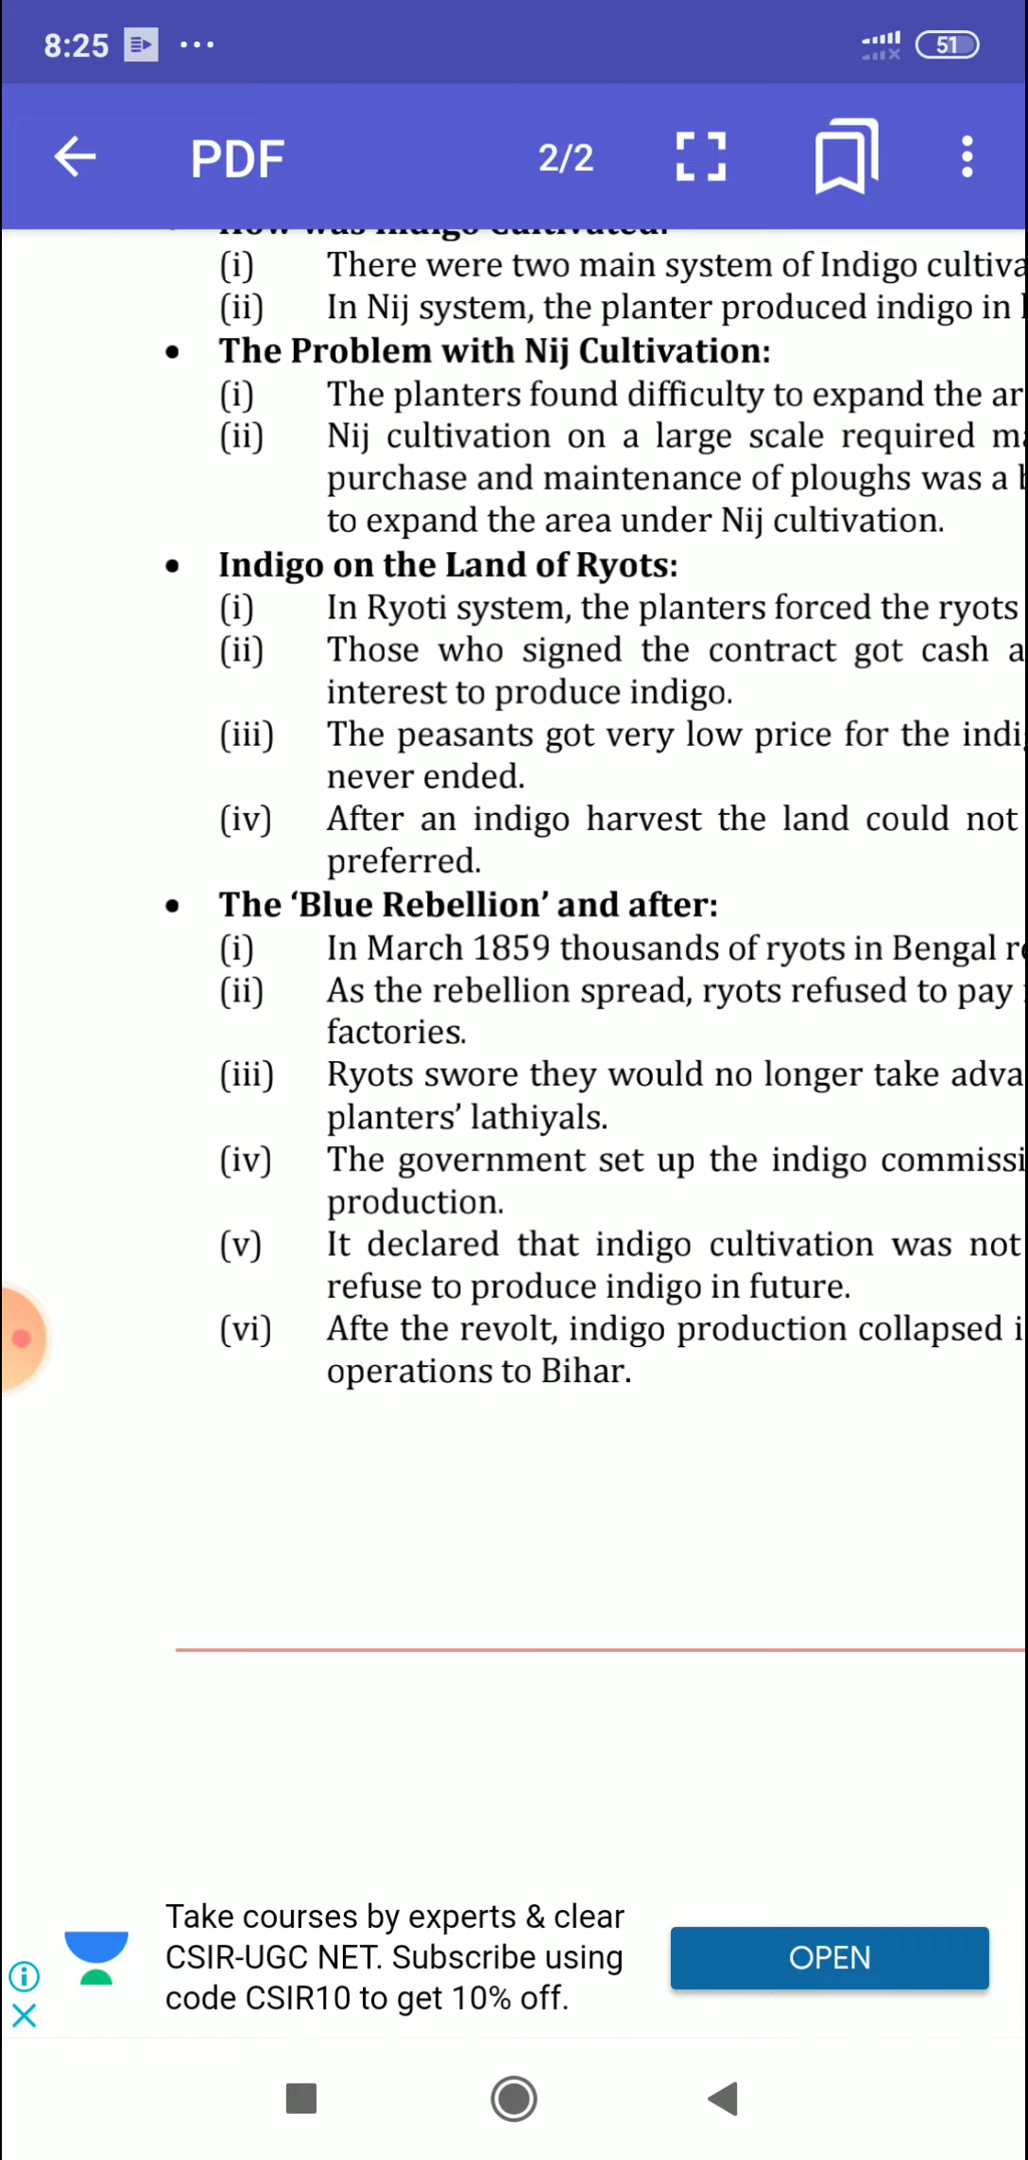 8:25
51
PDF
2/2
How was Indigo Cultivated:
(i) There were two main system of Indigo cultiva
(ii) In Nij system, the planter produced indigo in
• The Problem with Nij Cultivation:
(i) The planters found difficulty to expand the ar
(ii) Nij cultivation on a large scale required ma
purchase and maintenance of ploughs was a
to expand the area under Nij cultivation.
• Indigo on the Land of Ryots:
(i) In Ryoti system, the planters forced the ryots
(ii) Those who signed the contract got cash a
interest to produce indigo.
(iii) The peasants got very low price for the indi
never ended.
(iv) After an indigo harvest the land could not
preferred.
• The ‘Blue Rebellion’ and after:
(i) In March 1859 thousands of ryots in Bengal re
(ii) As the rebellion spread, ryots refused to pay
factories.
(iii) Ryots swore they would no longer take adva
planters’ lathiyals.
(iv) The government set up the indigo commissi
production.
(v) It declared that indigo cultivation was not
refuse to produce indigo in future.
(vi) Afte the revolt, indigo production collapsed i
operations to Bihar.
Take courses by experts & clear
CSIR-UGC NET. Subscribe using
code CSIR10 to get 10% off.
OPEN